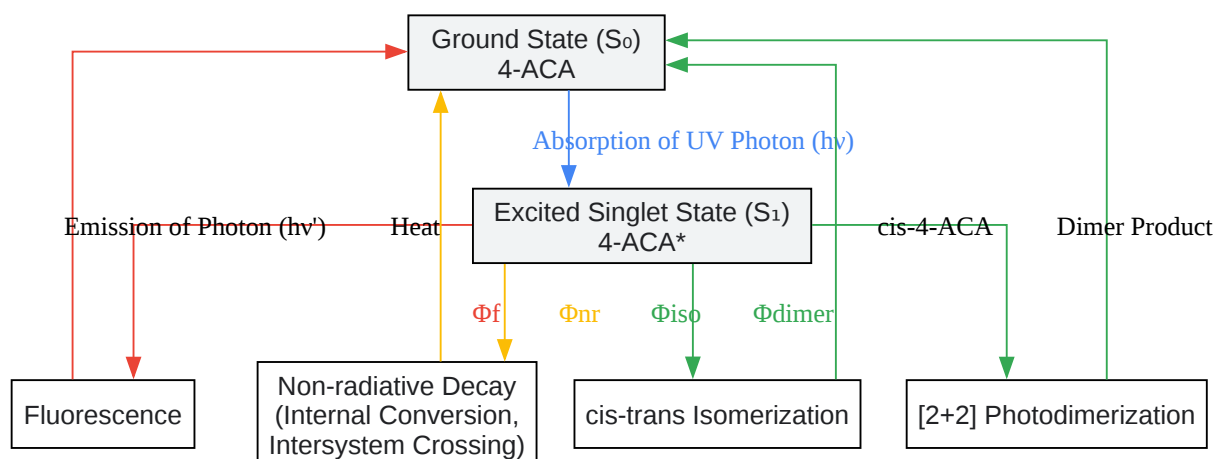 Ground State (S₀)
4-ACA
Absorption of UV Photon (hν)
Excited Singlet State (S₁)
4-ACA*
Emission of Photon (hν')
Heat
cis-4-ACA
Dimer Product
Φf
Φnr
Φiso
Φdimer
Fluorescence
Non-radiative Decay
(Internal Conversion,
Intersystem Crossing)
cis-trans Isomerization
[2+2] Photodimerization